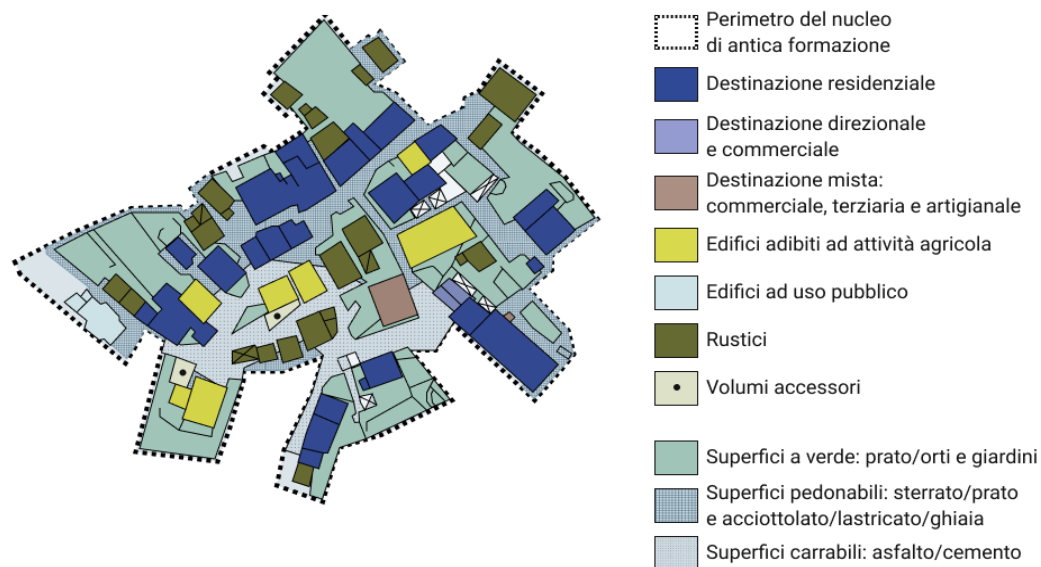 Perimetro del nucleo
di antica formazione
Destinazione residenziale
Destinazione direzionale
e commerciale
Destinazione mista:
commerciale, terziaria e artigianale
Edifici adibiti ad attività agricola
Edifici ad uso pubblico
Rustici
Volumi accessori
Superfici a verde: prato/orti e giardini
Superfici pedonabili: sterrato/prato
e acciottolato/lastricato/ghiaia
Superfici carrabili: asfalto/cemento